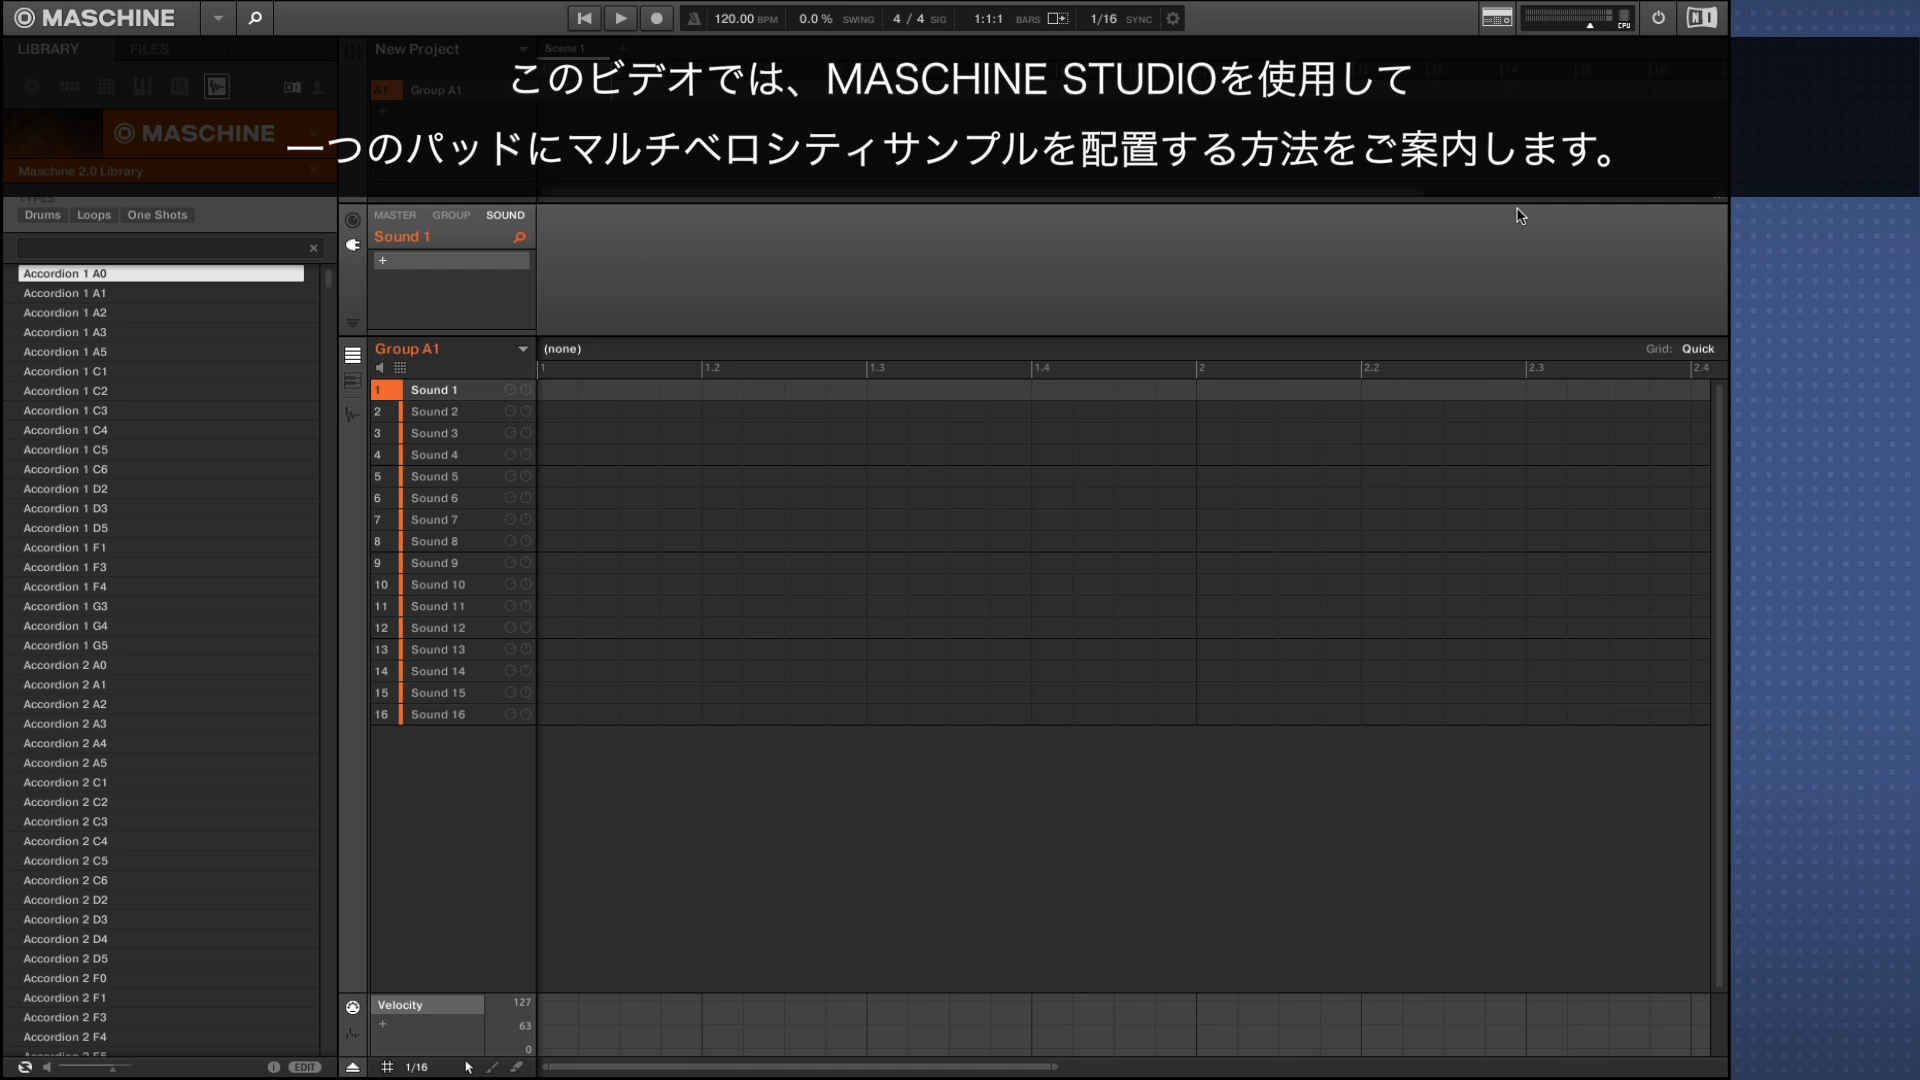 MASCHINE
120.00 BPM 0.0 % SWING 4 / 4 SIG 1:1:1 BARS 1/16 SYNC
CPU
LIBRARY FILES
New Project
Scene 1
このビデオでは、MASCHINE STUDIOを使用して
A1 Group A1
MASCHINE
一つのパッドにマルチベロシティサンプルを配置する方法をご案内します。
Maschine 2.0 Library
TYPES
Drums Loops One Shots
MASTER GROUP SOUND
Sound 1
+
Accordion 1 A0
Accordion 1 A1
Accordion 1 A2
Accordion 1 A3
Accordion 1 A5
Accordion 1 C1
Accordion 1 C2
Accordion 1 C3
Accordion 1 C4
Accordion 1 C5
Accordion 1 C6
Accordion 1 D2
Accordion 1 D3
Accordion 1 D5
Accordion 1 F1
Accordion 1 F3
Accordion 1 F4
Accordion 1 G3
Accordion 1 G4
Accordion 1 G5
Accordion 2 A0
Accordion 2 A1
Accordion 2 A2
Accordion 2 A3
Accordion 2 A4
Accordion 2 A5
Accordion 2 C1
Accordion 2 C2
Accordion 2 C3
Accordion 2 C4
Accordion 2 C5
Accordion 2 C6
Accordion 2 D2
Accordion 2 D3
Accordion 2 D4
Accordion 2 D5
Accordion 2 F0
Accordion 2 F1
Accordion 2 F3
Accordion 2 F4
EDIT
Group A1 (none) Grid: Quick
1 1.2 1.3 1.4 2 2.2 2.3 2.4
1 Sound 1
2 Sound 2
3 Sound 3
4 Sound 4
5 Sound 5
6 Sound 6
7 Sound 7
8 Sound 8
9 Sound 9
10 Sound 10
11 Sound 11
12 Sound 12
13 Sound 13
14 Sound 14
15 Sound 15
16 Sound 16
Velocity 127
+ 63
0
1/16